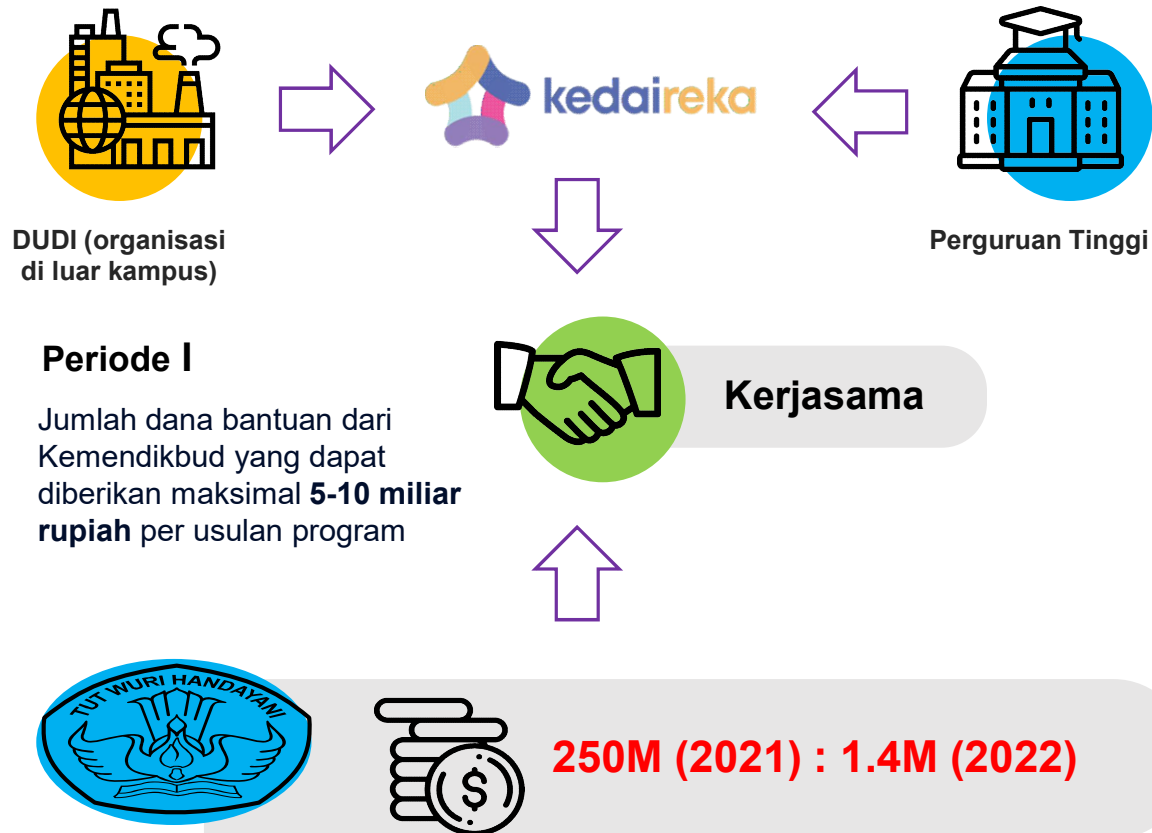 kedaireka
DUDI (organisasi
di luar kampus)
Perguruan Tinggi
Periode I
Jumlah dana bantuan dari
Kemendikbud yang dapat
diberikan maksimal 5-10 miliar
rupiah per usulan program
Kerjasama
TUT WURI HANDAYANI
$
250M (2021) : 1.4M (2022)